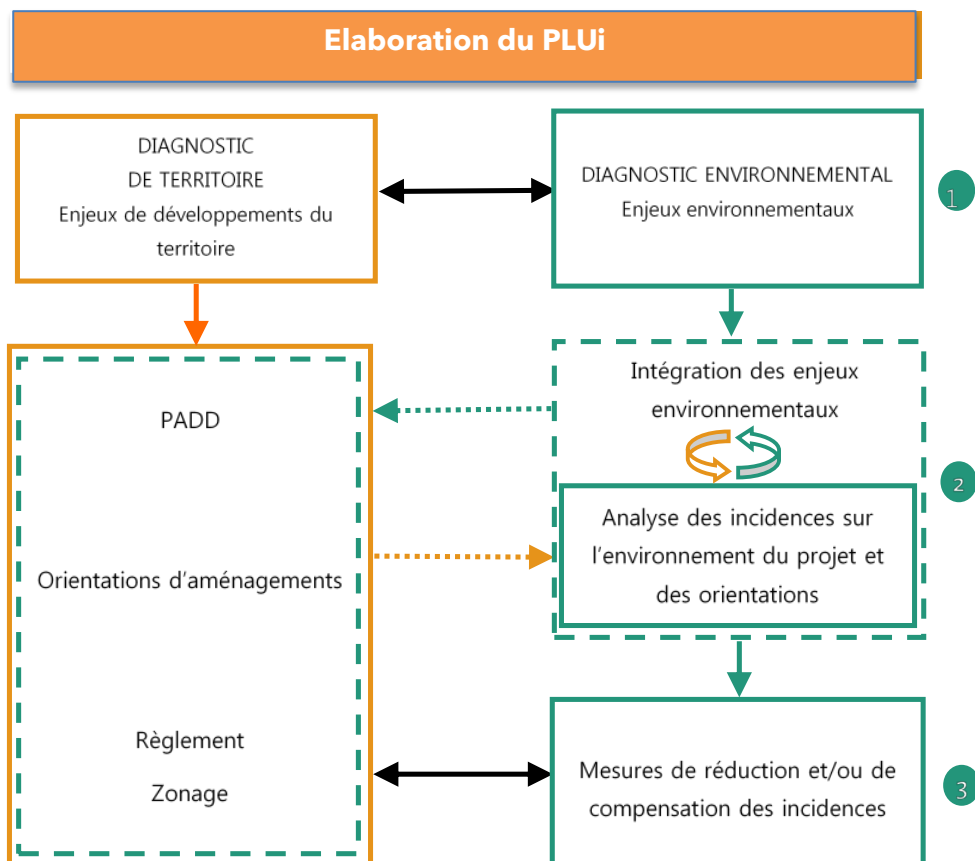 Elaboration du PLUi
DIAGNOSTIC
DE TERRITOIRE
Enjeux de développements du
territoire
DIAGNOSTIC ENVIRONNEMENTAL
Enjeux environnementaux
1
PADD
Orientations d'aménagements
Règlement
Zonage
Intégration des enjeux
environnementaux
Analyse des incidences sur
l'environnement du projet et
des orientations
2
Mesures de réduction et/ou de
compensation des incidences
3